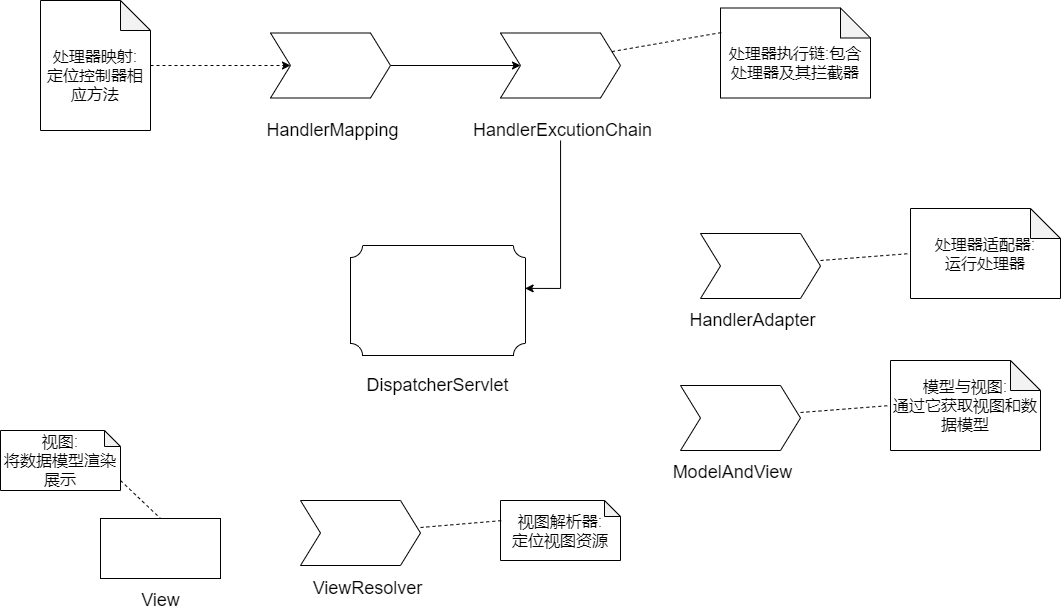 处理器映射:
定位控制器相
应方法
处理器执行链:包含
处理器及其拦截器
HandlerMapping
HandlerExcutionChain
处理器适配器:
运行处理器
HandlerAdapter
DispatcherServlet
模型与视图:
通过它获取视图和数
据模型
ModelAndView
视图:
将数据模型渲染
展示
视图解析器:
定位视图资源
ViewResolver
View